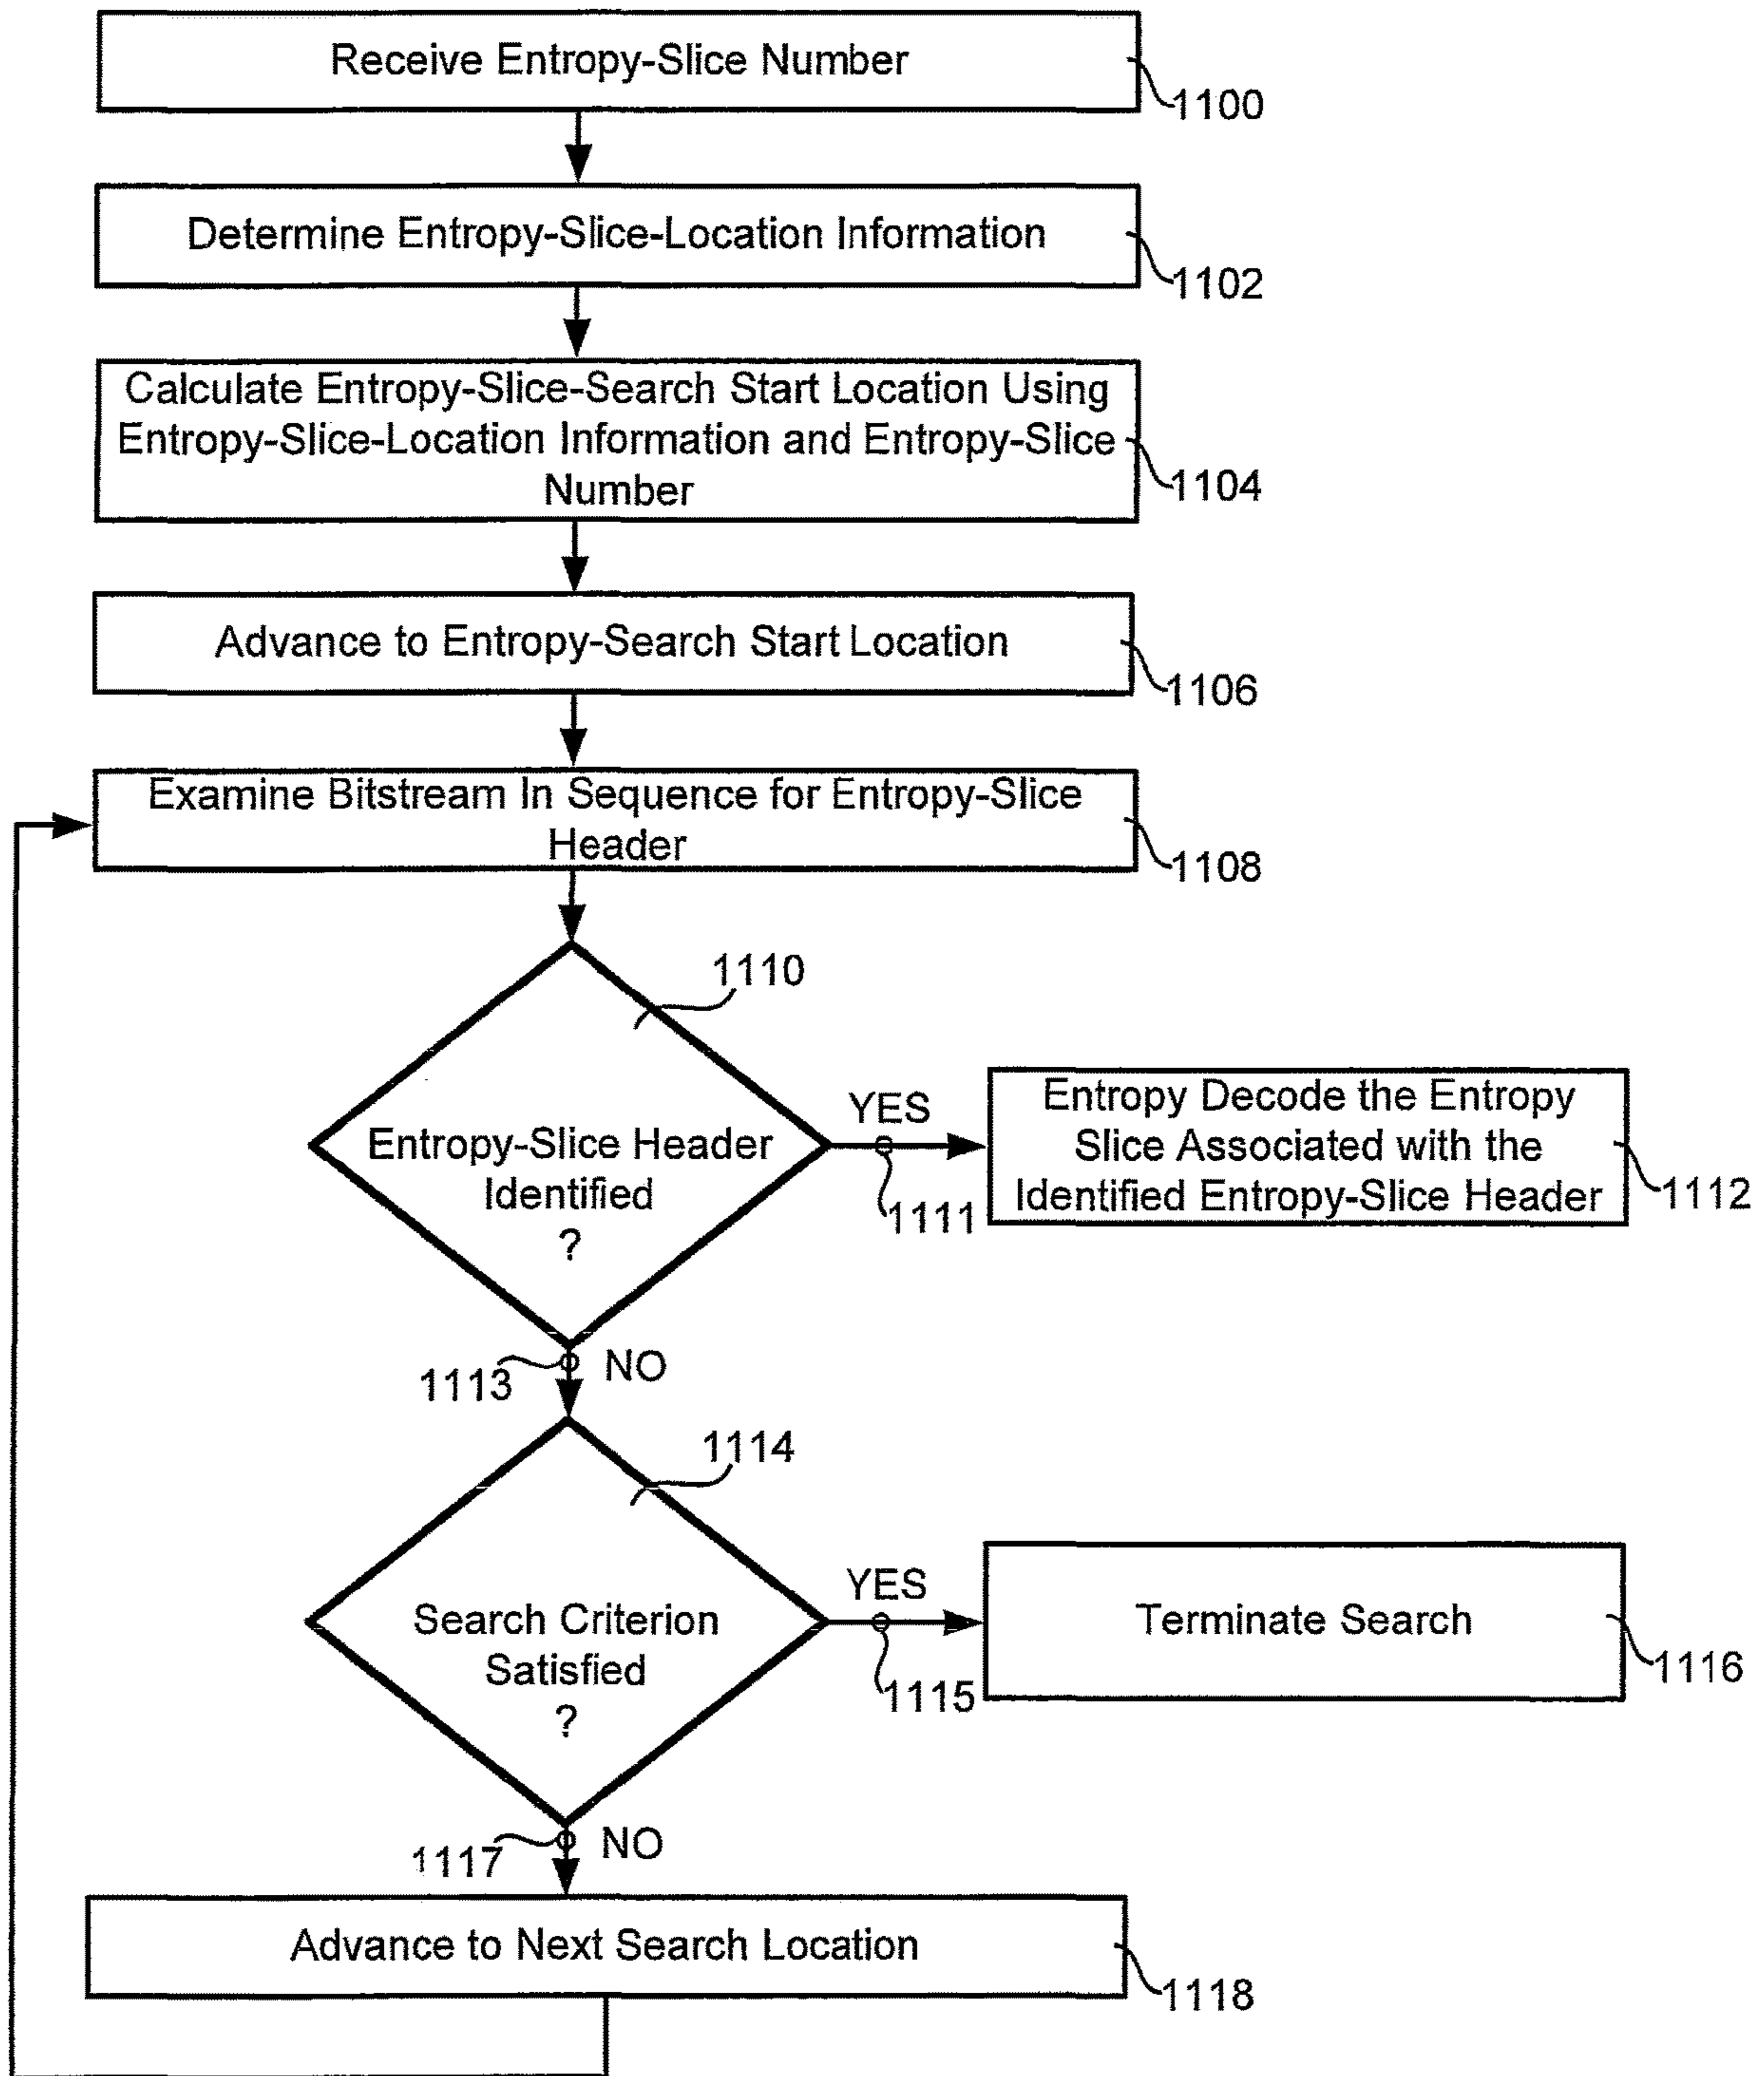 Receive Entropy-Slice Number
1100
Determine Entropy-Slice-Location Information
1102
Calculate Entropy-Slice-Search Start Location Using
Entropy-Slice-Location Information and Entropy-Slice
Number
1104
Advance to Entropy-Search Start Location
1106
Examine Bitstream In Sequence for Entropy-Slice
Header
1108
1110
Entropy-Slice Header
Identified
?
YES
1111
Entropy Decode the Entropy
Slice Associated with the
Identified Entropy-Slice Header
1112
1113
NO
1114
Search Criterion
Satisfied
?
YES
1115
Terminate Search
1116
1117
NO
Advance to Next Search Location
1118